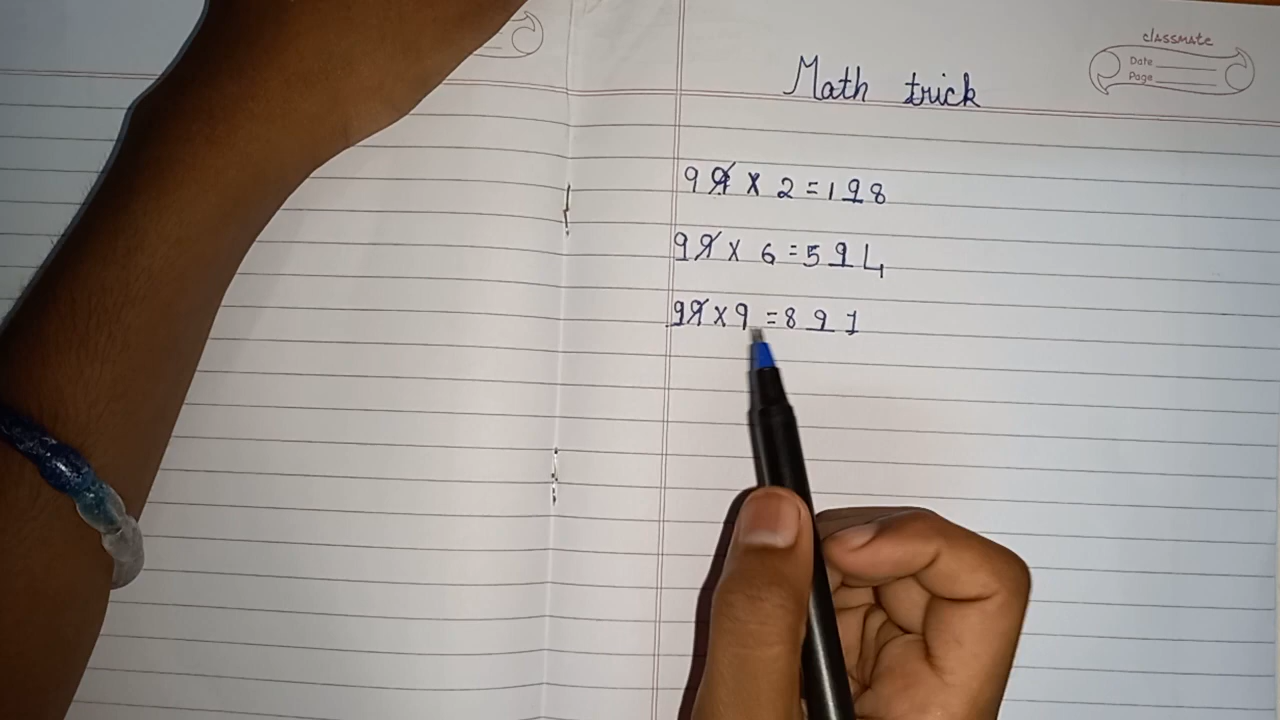 classmate
Date
Page
Math trick
99 x 2 = 198
99 x 6 = 594
99 x 9 = 891